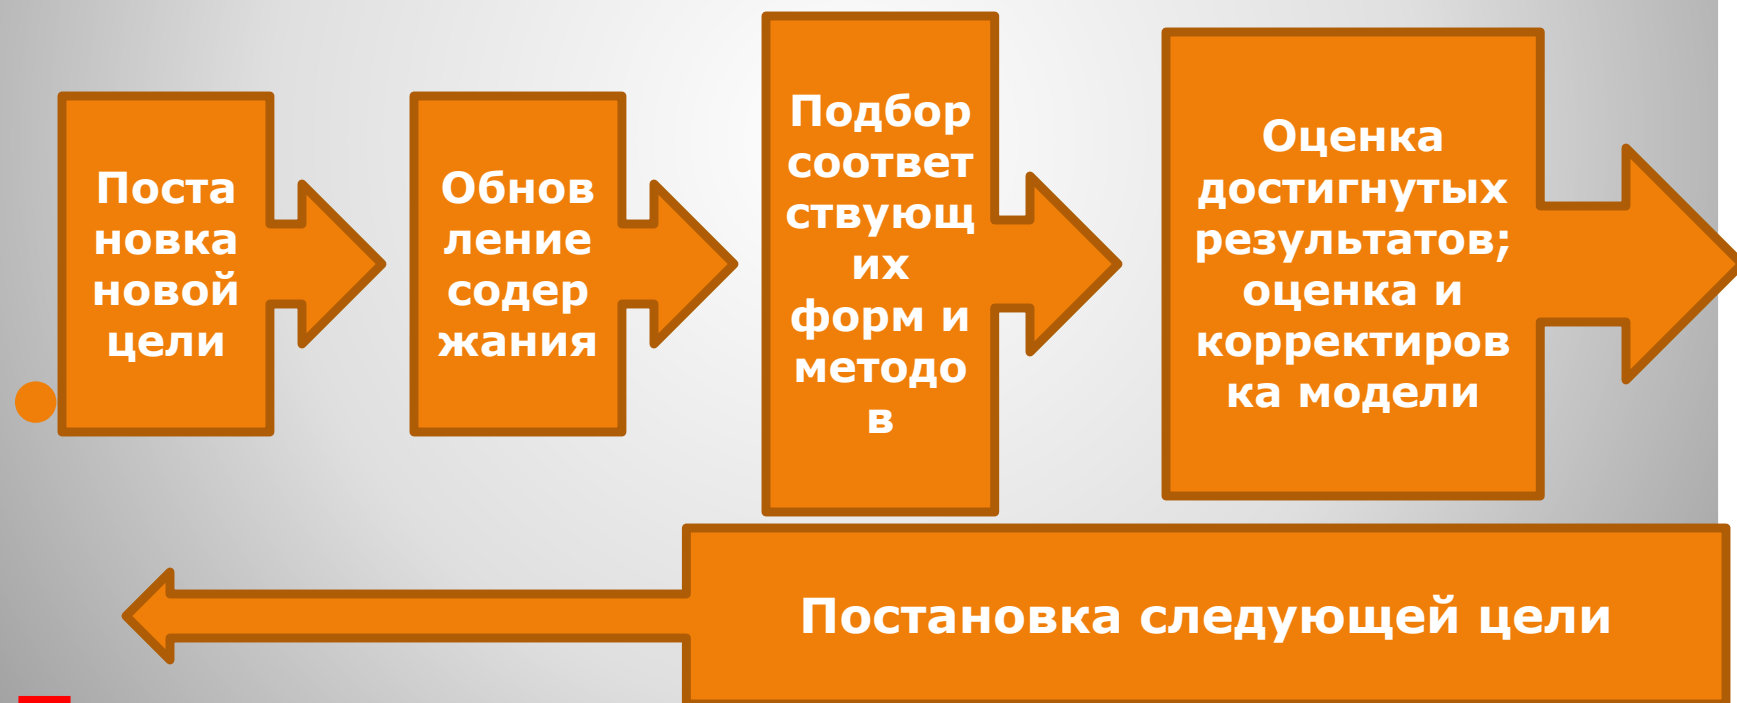 Поста
новка
новой
цели
Обнов
ление
содер
жания
Подбор
соответ
ствующ
их
форм и
методо
в
Оценка
достигнутых
результатов;
оценка и
корректиров
ка модели
Постановка следующей цели